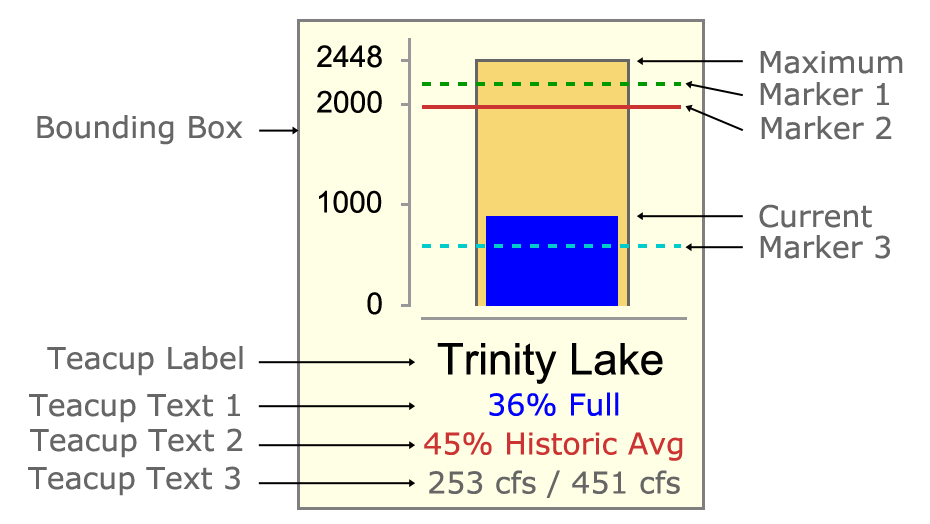 2448
Maximum
Marker 1
2000
Bounding Box
Marker 2
1000
Current
Marker 3
0
Teacup Label
Trinity Lake
Teacup Text 1
36% Full
Teacup Text 2
45% Historic Avg
Teacup Text 3
253 cfs / 451 cfs